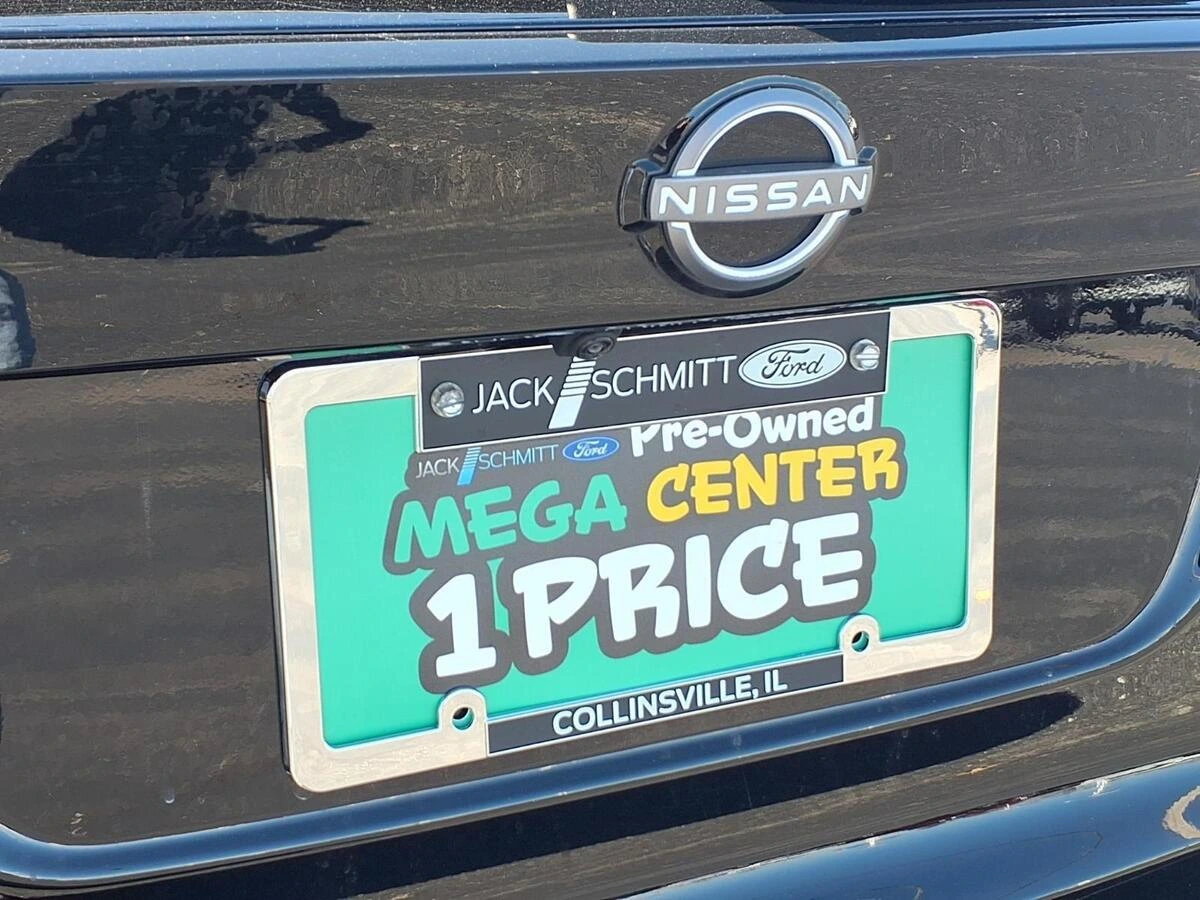 NISSAN
JACK SCHMITT Ford
Pre-Owned
JACK SCHMITT Ford
MEGA CENTER
1 PRICE
COLLINSVILLE, IL